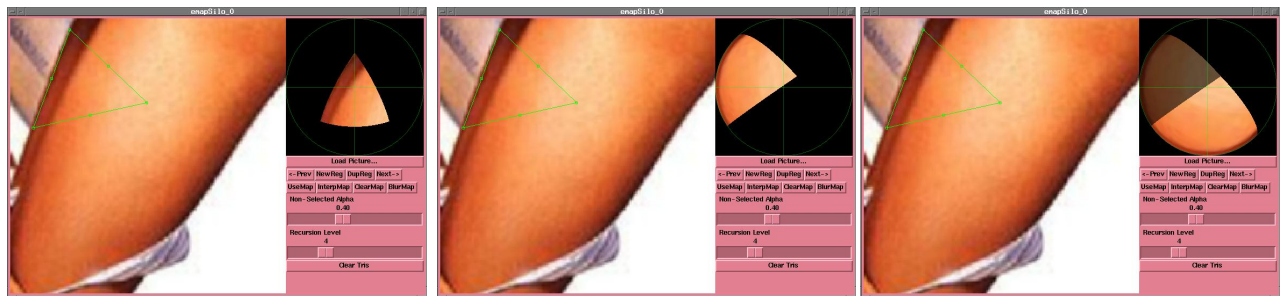 emapSilo_0
Load Picture...
<-Prev NewReg DupReg Next->
UseMap InterpMap ClearMap BlurMap
Non-Selected Alpha
0.40
Recursion Level
4
Clear Tris
emapSilo_0
Load Picture...
<-Prev NewReg DupReg Next->
UseMap InterpMap ClearMap BlurMap
Non-Selected Alpha
0.40
Recursion Level
4
Clear Tris
emapSilo_0
Load Picture...
<-Prev NewReg DupReg Next->
UseMap InterpMap ClearMap BlurMap
Non-Selected Alpha
0.40
Recursion Level
4
Clear Tris